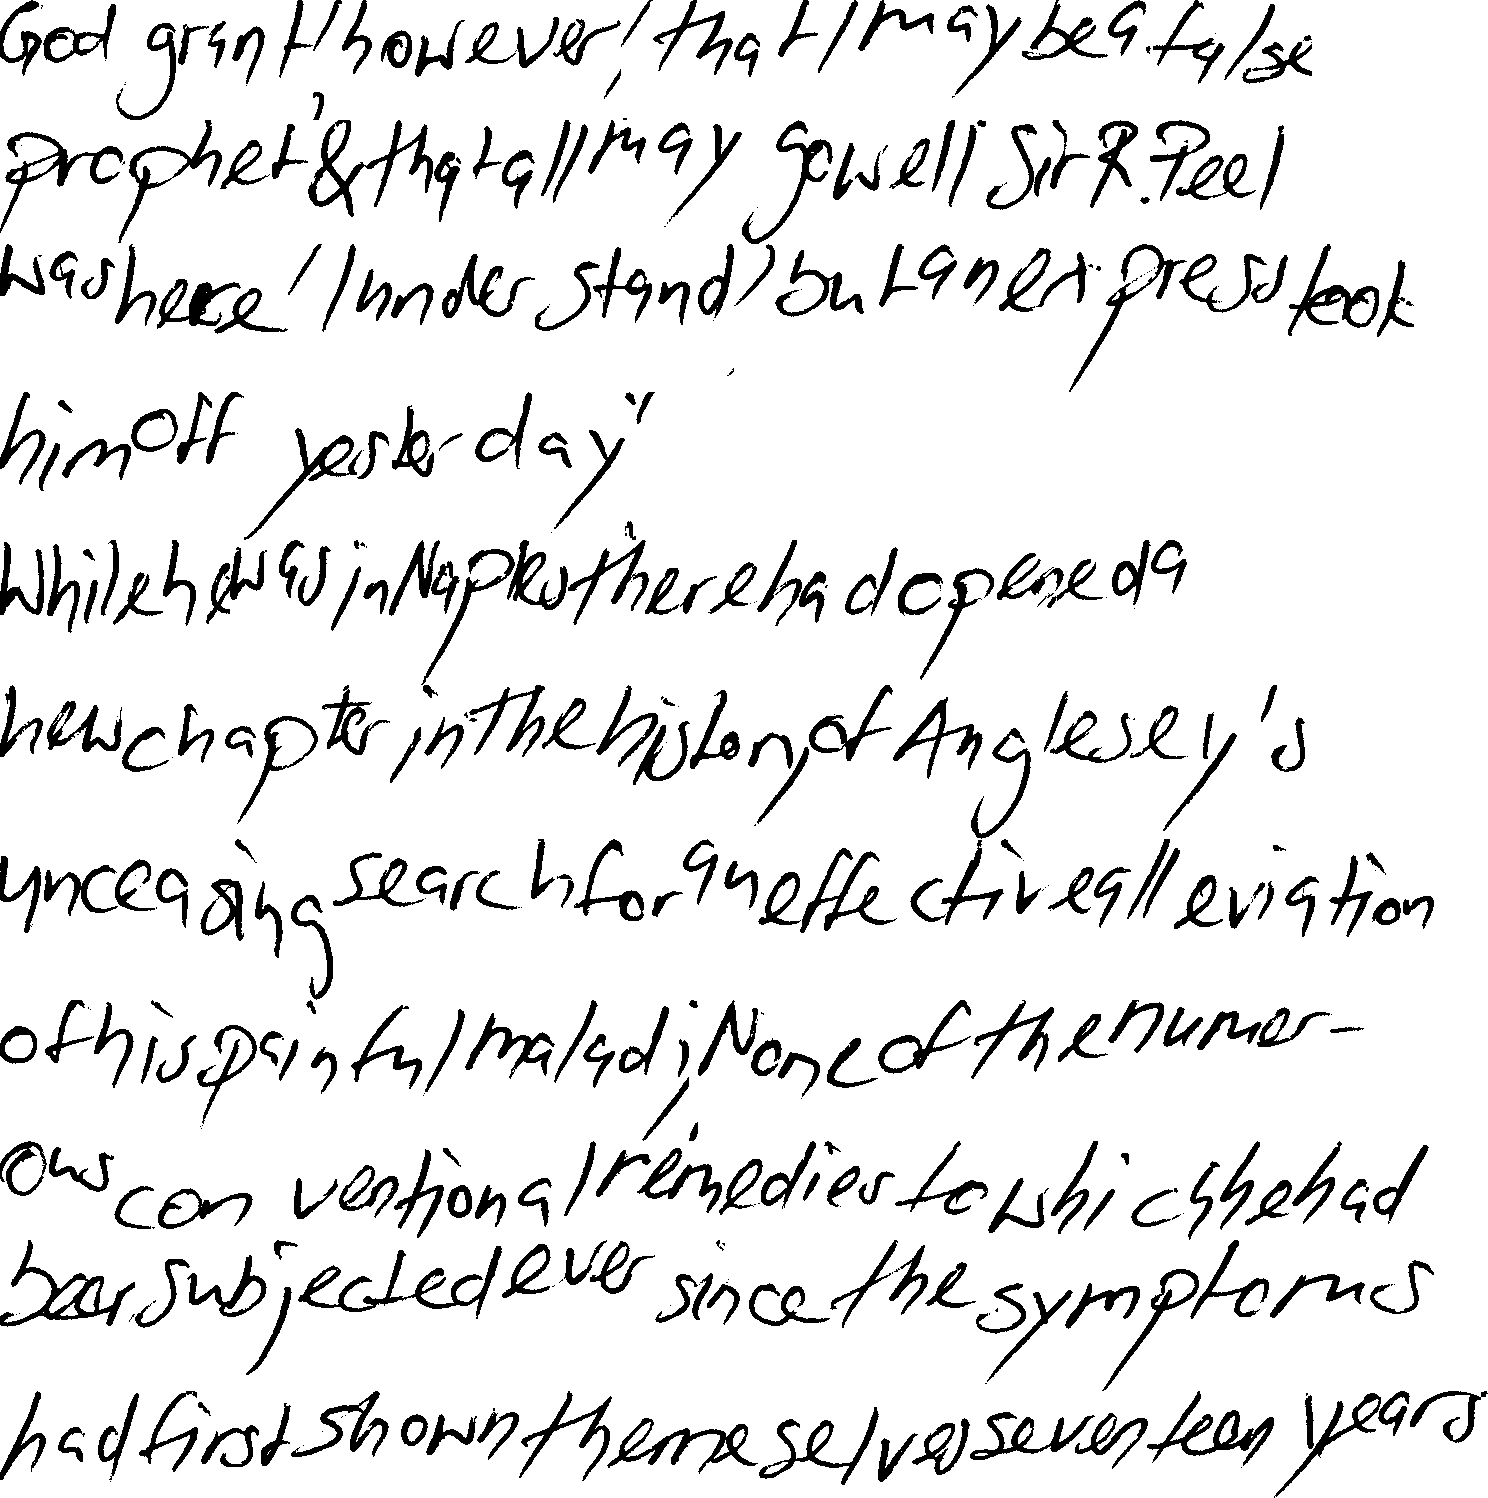 God grant, however, that I may be a false
prophet, & that all may go well Sir R. Peel
was here, I understand, but an express took
him off yesterday."
While he was in Naples there had opened a
new chapter in the history of Anglesey's
unceasing search for an effective alleviation
of his painful malady. None of the numer-
ous conventional remedies to which he had
been subjected ever since the symptoms
had first shown themselves seventeen years